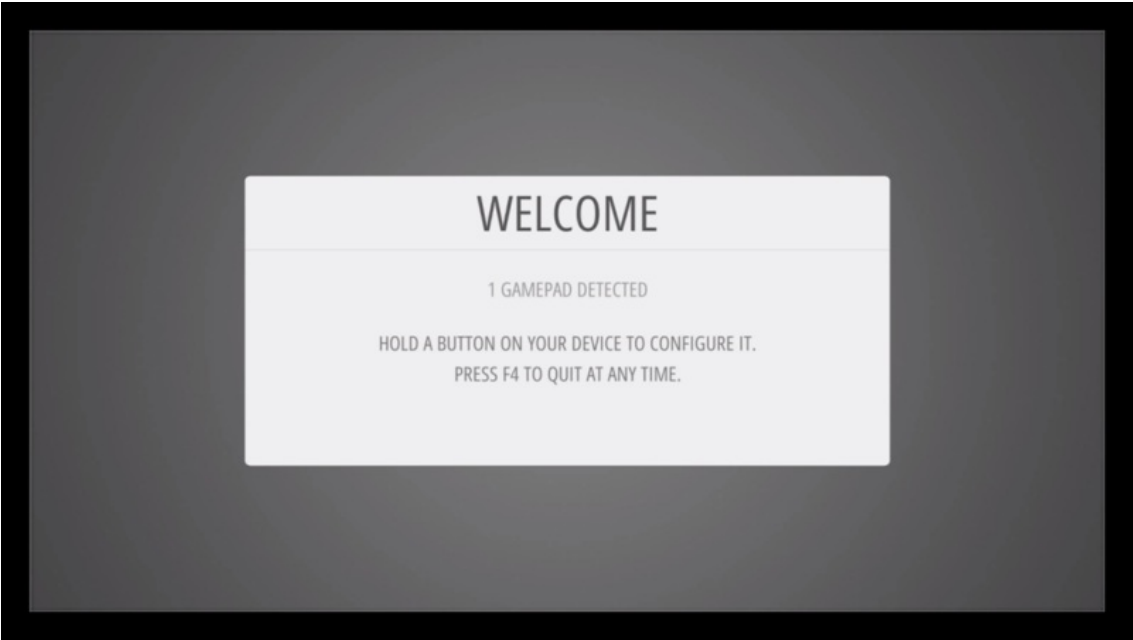 WELCOME
1 GAMEPAD DETECTED
HOLD A BUTTON ON YOUR DEVICE TO CONFIGURE IT.
PRESS F4 TO QUIT AT ANY TIME.